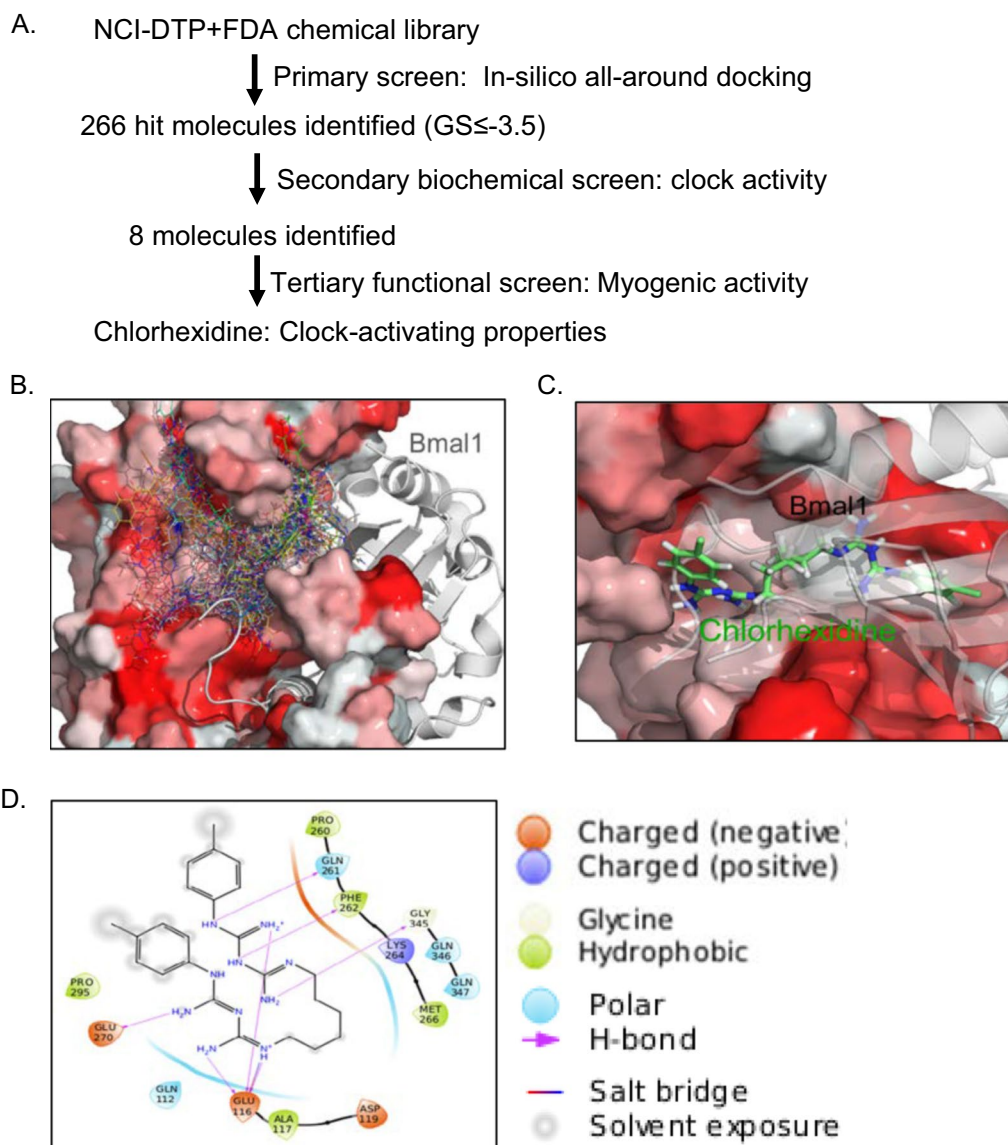 A.
NCI-DTP+FDA chemical library
Primary screen: In-silico all-around docking
266 hit molecules identified (GS≤-3.5)
Secondary biochemical screen: clock activity
8 molecules identified
Tertiary functional screen: Myogenic activity
Chlorhexidine: Clock-activating properties
B.
Bmal1
C.
Bmal1
Chlorhexidine
D.
PRO
260
GLN
261
PHE
262
LYS
264
MET
266
GLY
345
GLN
346
GLN
347
PRO
295
GLU
270
GLN
112
GLU
116
ALA
117
ASP
119
HN
NH₂⁺
HN
N
NH
NH₂
H₂N
N
N
H₂N
N⁺
H
Charged (negative)
Charged (positive)
Glycine
Hydrophobic
Polar
H-bond
Salt bridge
Solvent exposure